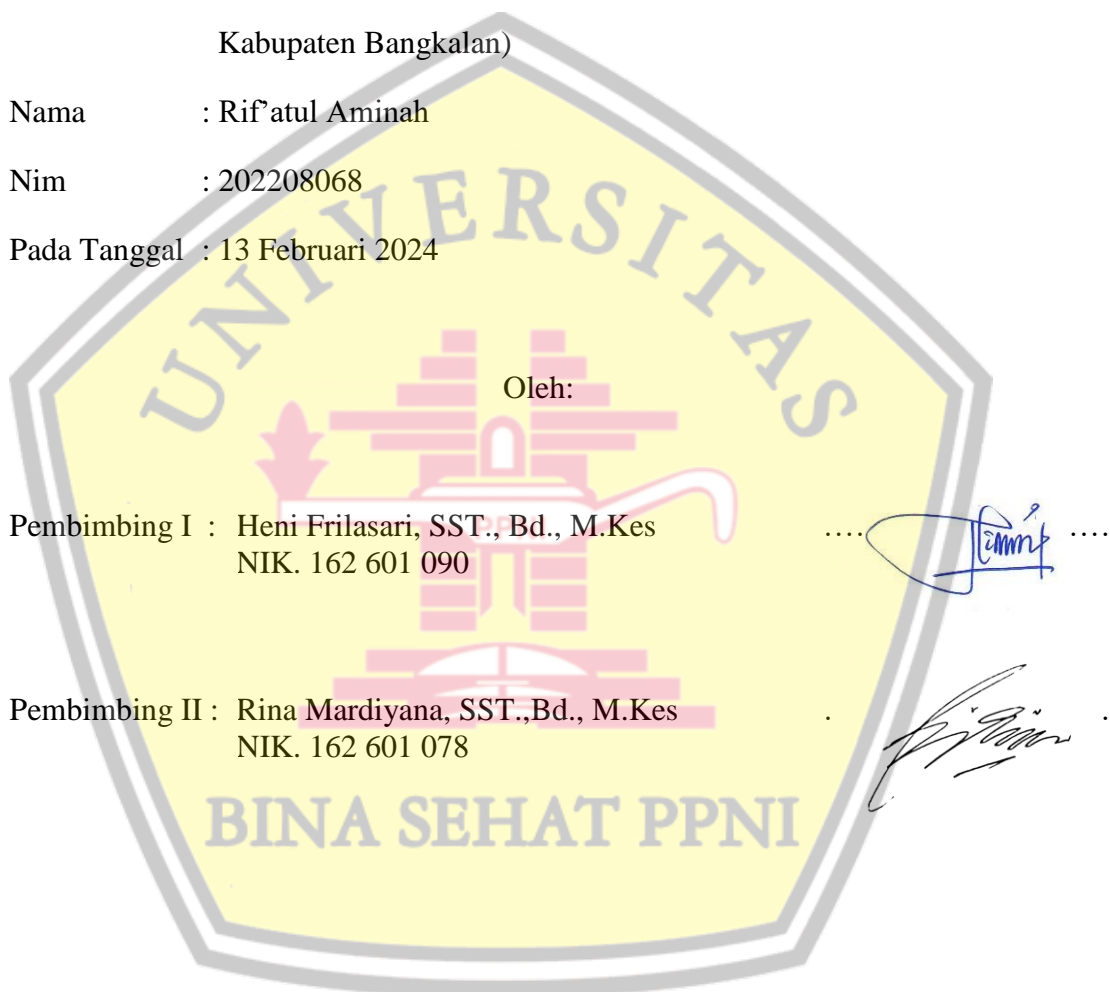 Kabupaten Bangkalan)
Nama : Rif’atul Aminah
Nim : 202208068
Pada Tanggal : 13 Februari 2024
UNIVERSITAS
Oleh:
Pembimbing I : Heni Frilasari, SST., Bd., M.Kes …. ….
PPNI
NIK. 162 601 090
Pembimbing II : Rina Mardiyana, SST.,Bd., M.Kes . .
NIK. 162 601 078
BINA SEHAT PPNI